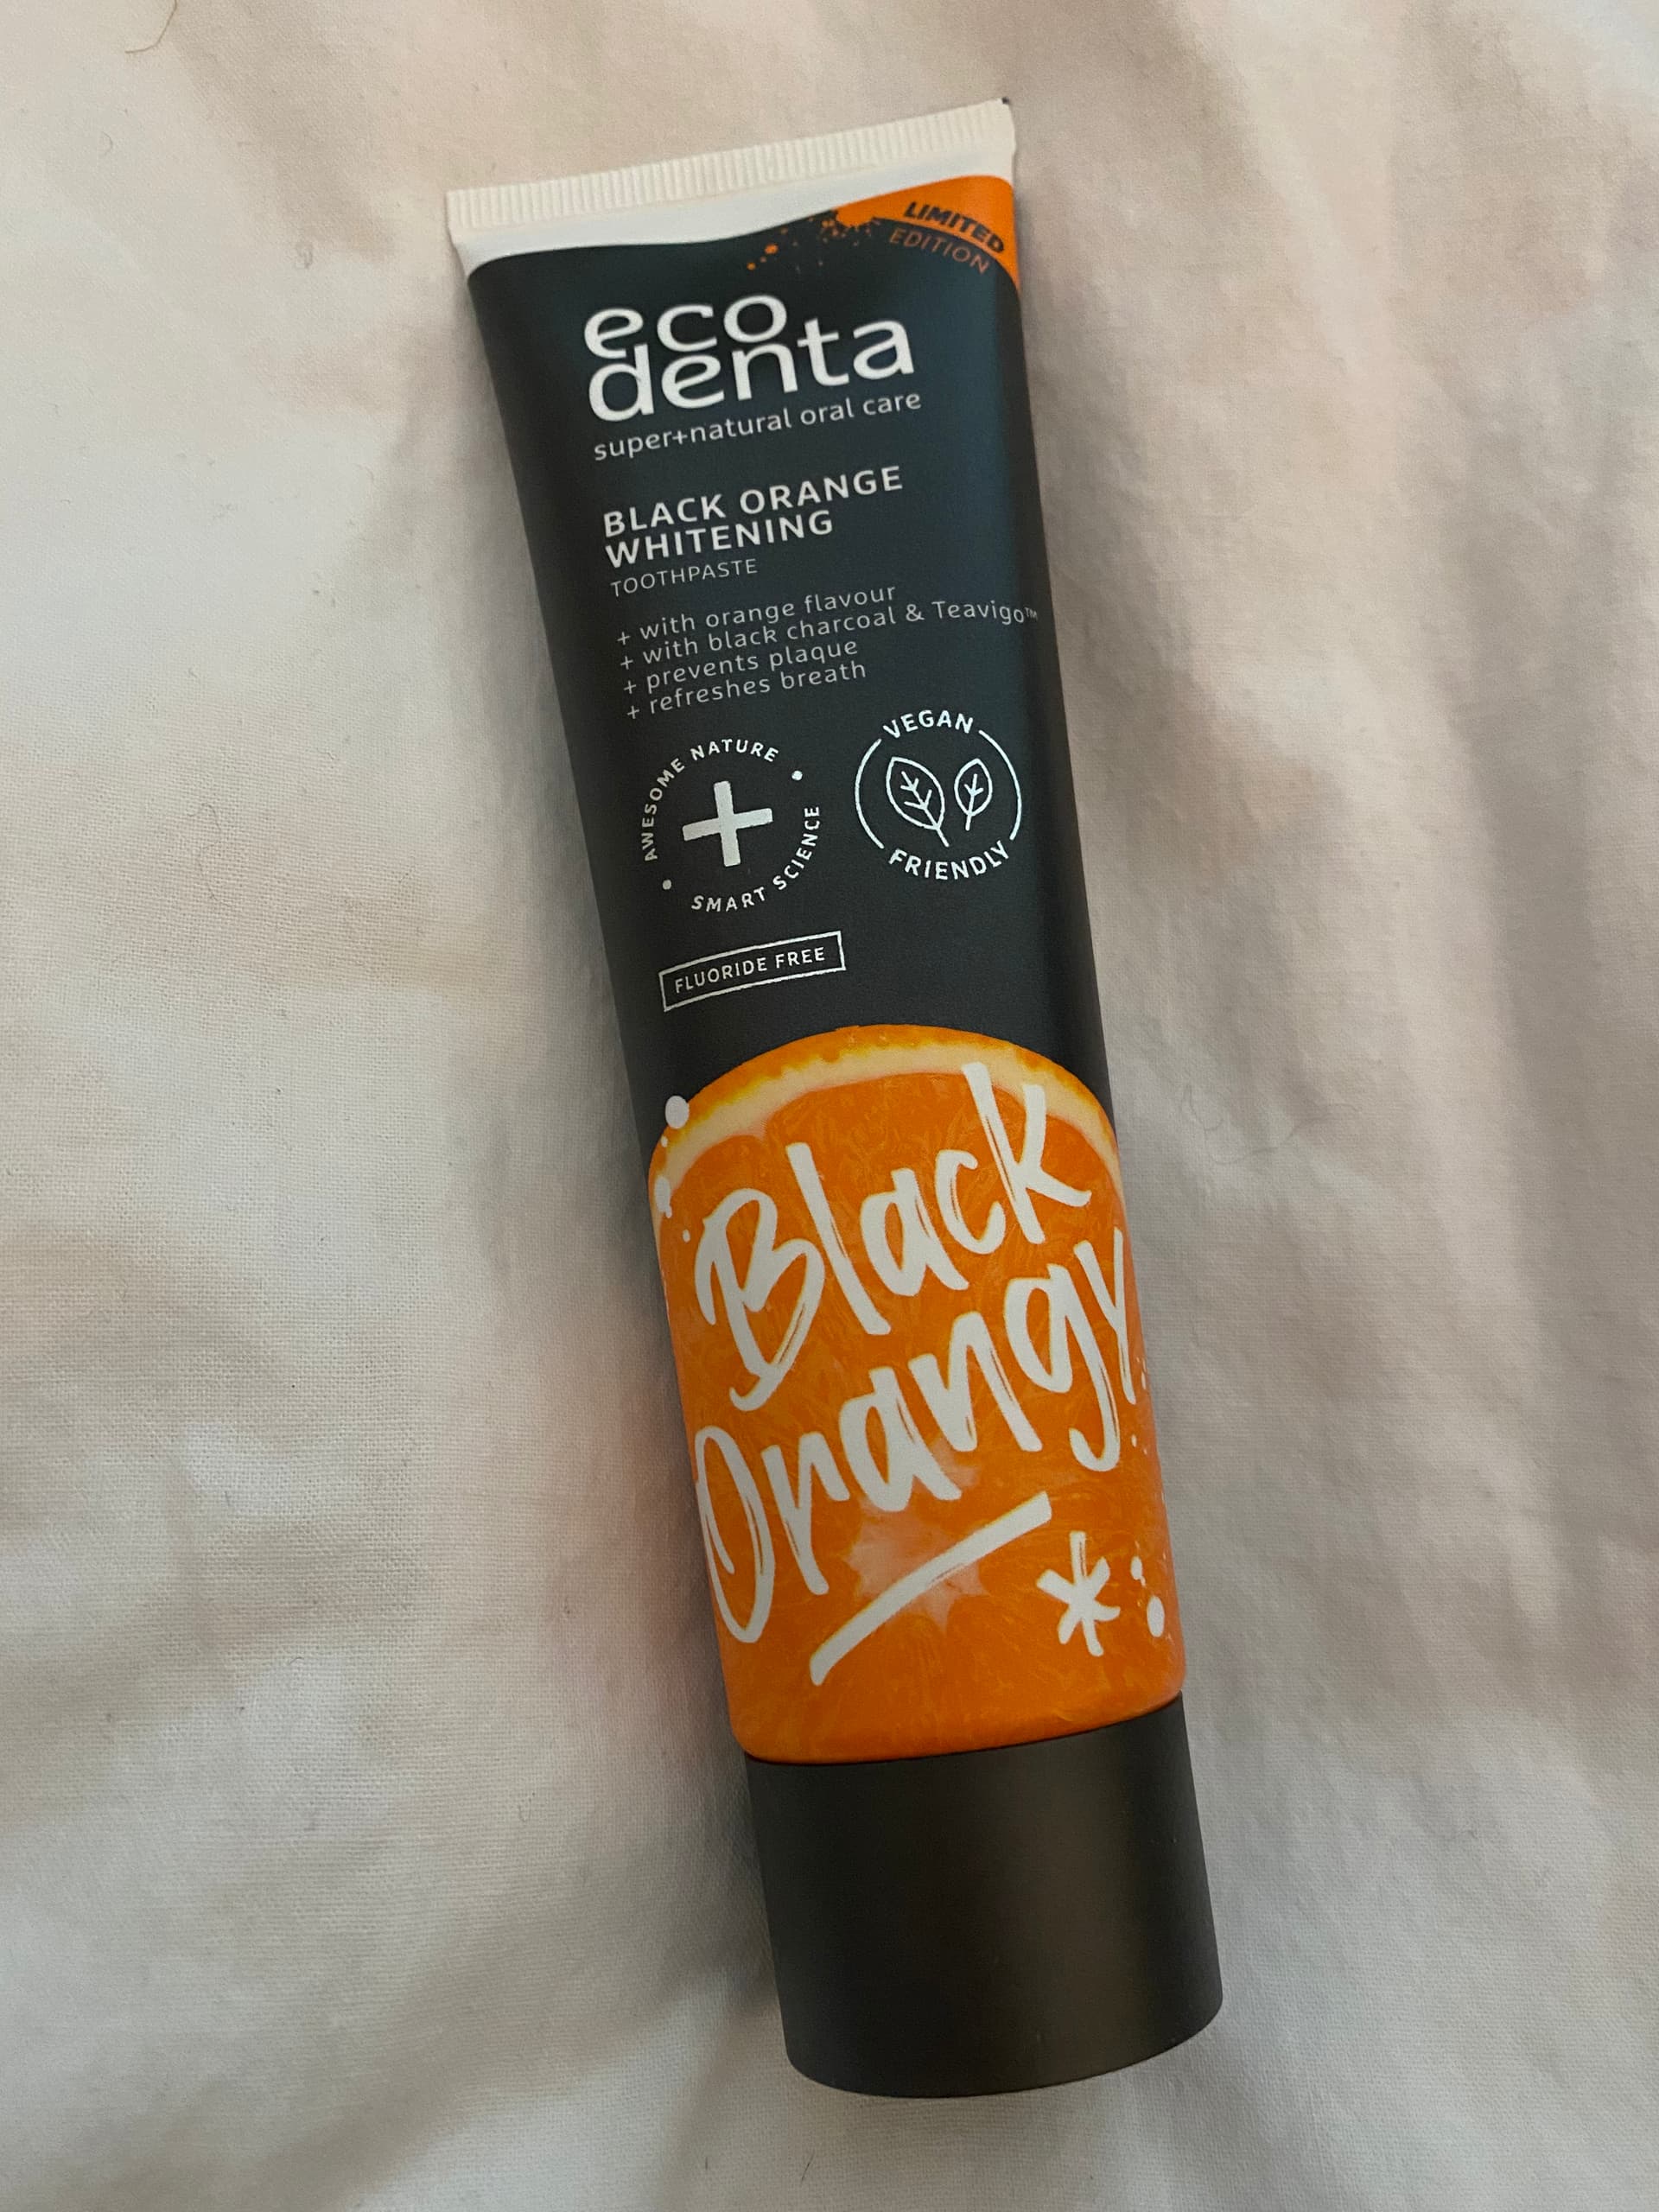 LIMITED
EDITION
eco
denta
super+natural oral care
BLACK ORANGE
WHITENING
TOOTHPASTE
+ with orange flavour
+ with black charcoal & Teavigo™
+ prevents plaque
+ refreshes breath
AWESOME NATURE
SMART SCIENCE
VEGAN
FRIENDLY
FLUORIDE FREE
Black
Orangy
*